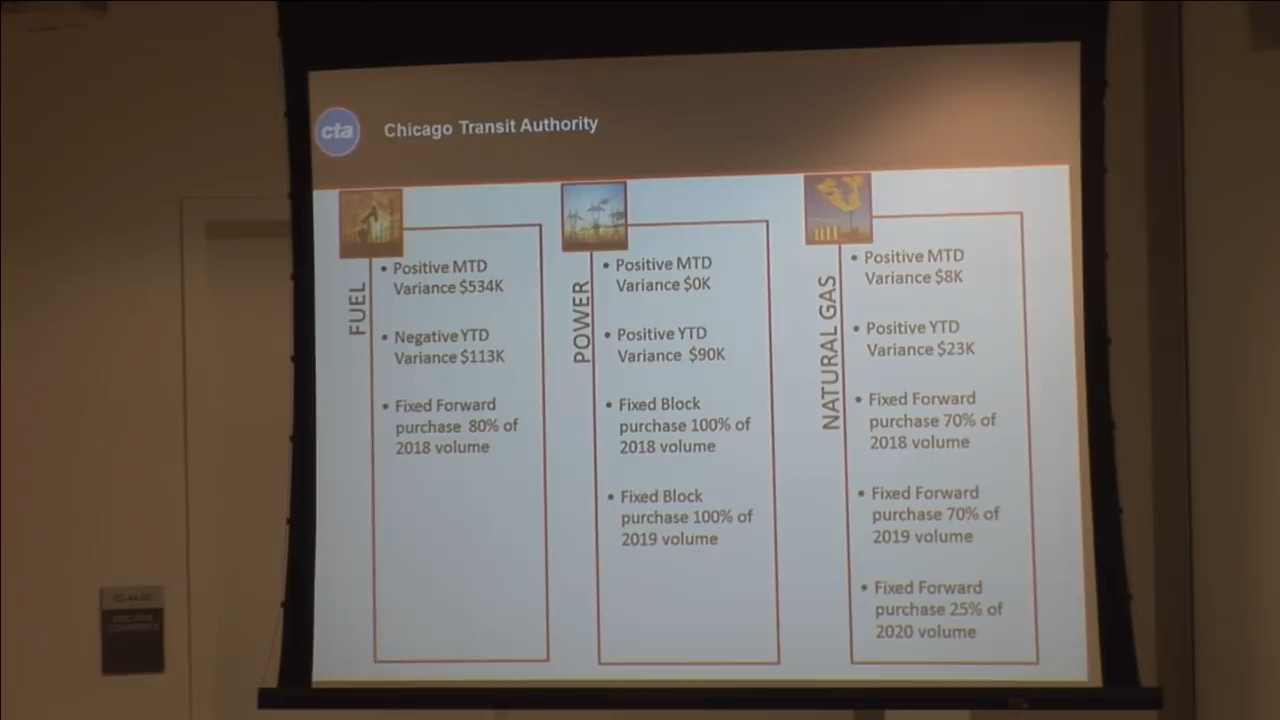 cta
Chicago Transit Authority
FUEL
• Positive MTD
Variance $534K
• Negative YTD
Variance $113K
• Fixed Forward
purchase 80% of
2018 volume
POWER
• Positive MTD
Variance $0K
• Positive YTD
Variance $90K
• Fixed Block
purchase 100% of
2018 volume
• Fixed Block
purchase 100% of
2019 volume
NATURAL GAS
• Positive MTD
Variance $8K
• Positive YTD
Variance $23K
• Fixed Forward
purchase 70% of
2018 volume
• Fixed Forward
purchase 70% of
2019 volume
• Fixed Forward
purchase 25% of
2020 volume